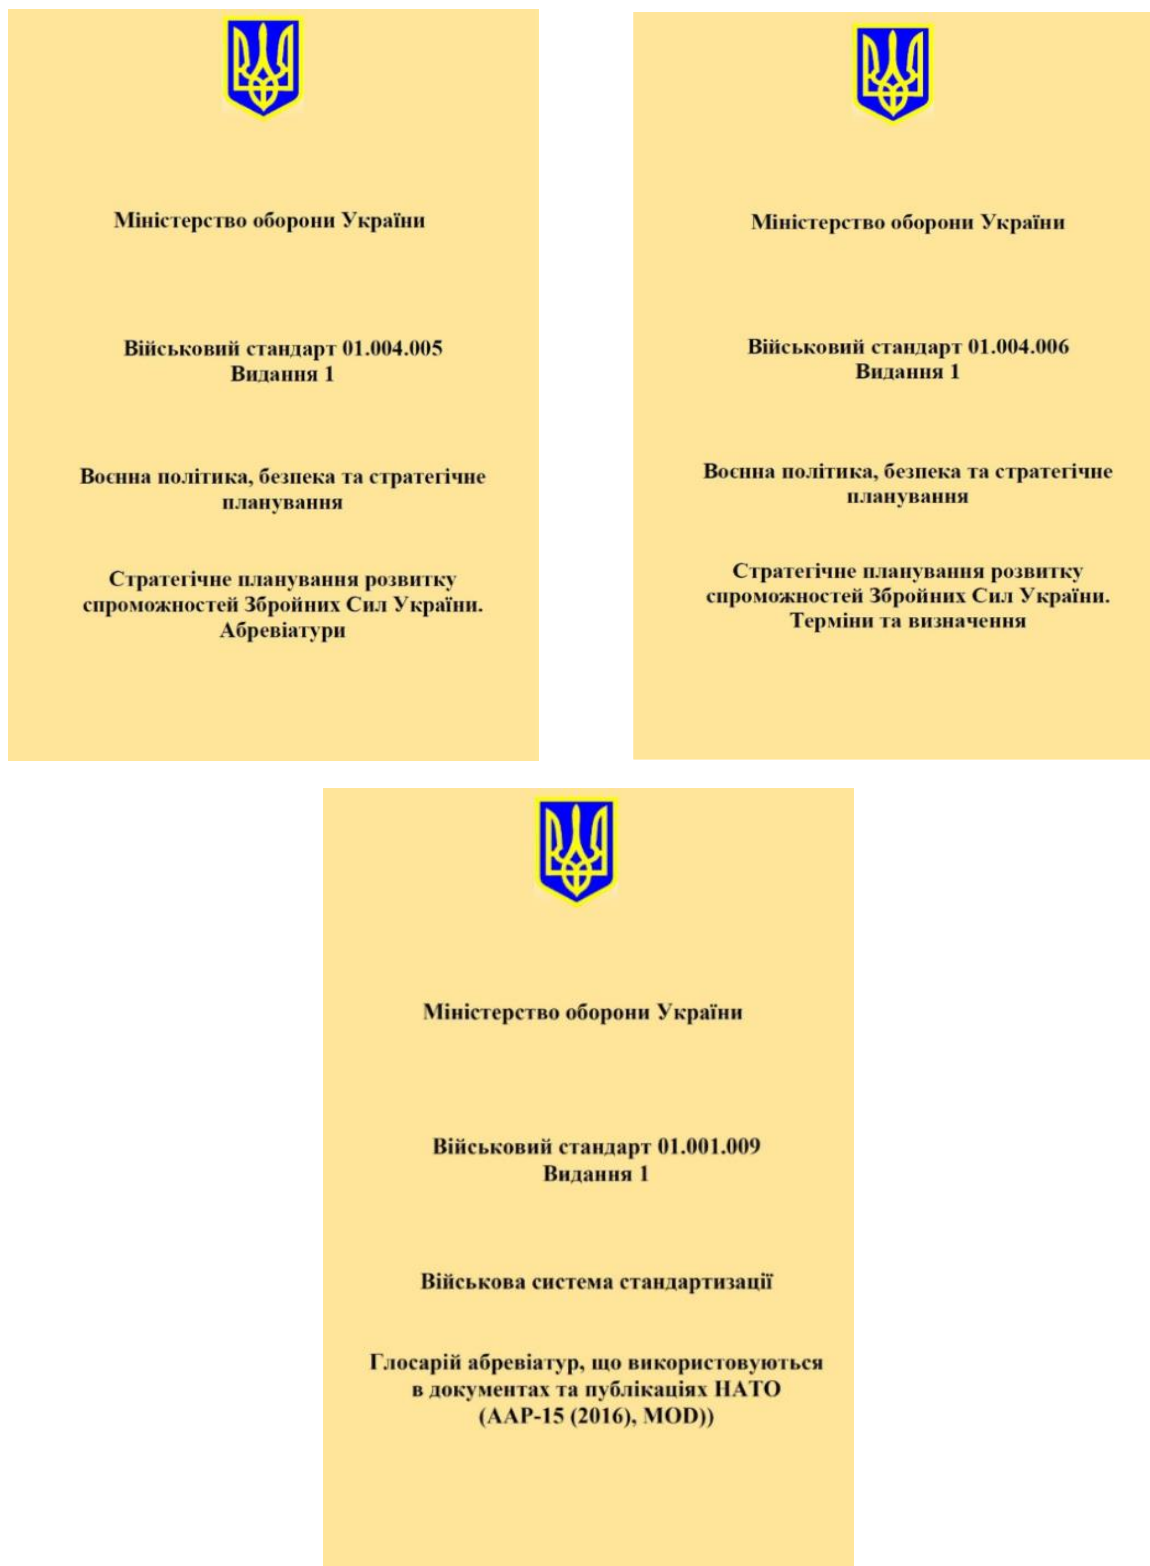 Міністерство оборони України
Військовий стандарт 01.004.005
Видання 1
Воєнна політика, безпека та стратегічне
планування
Стратегічне планування розвитку
спроможностей Збройних Сил України.
Абревіатури
Міністерство оборони України
Військовий стандарт 01.004.006
Видання 1
Воєнна політика, безпека та стратегічне
планування
Стратегічне планування розвитку
спроможностей Збройних Сил України.
Терміни та визначення
Міністерство оборони України
Військовий стандарт 01.001.009
Видання 1
Військова система стандартизації
Глосарій абревіатур, що використовуються
в документах та публікаціях НАТО
(ААР-15 (2016), MOD))